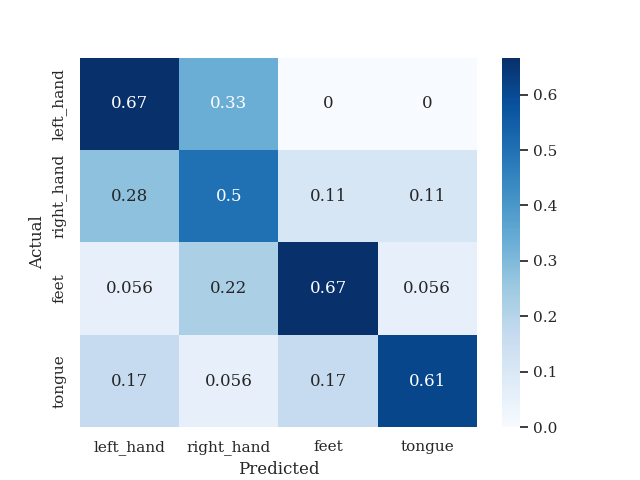 Actual
left_hand
0.67 0.33 0 0
right_hand
0.28 0.5 0.11 0.11
feet
0.056 0.22 0.67 0.056
tongue
0.17 0.056 0.17 0.61
left_hand right_hand feet tongue
Predicted
0.6
0.5
0.4
0.3
0.2
0.1
0.0